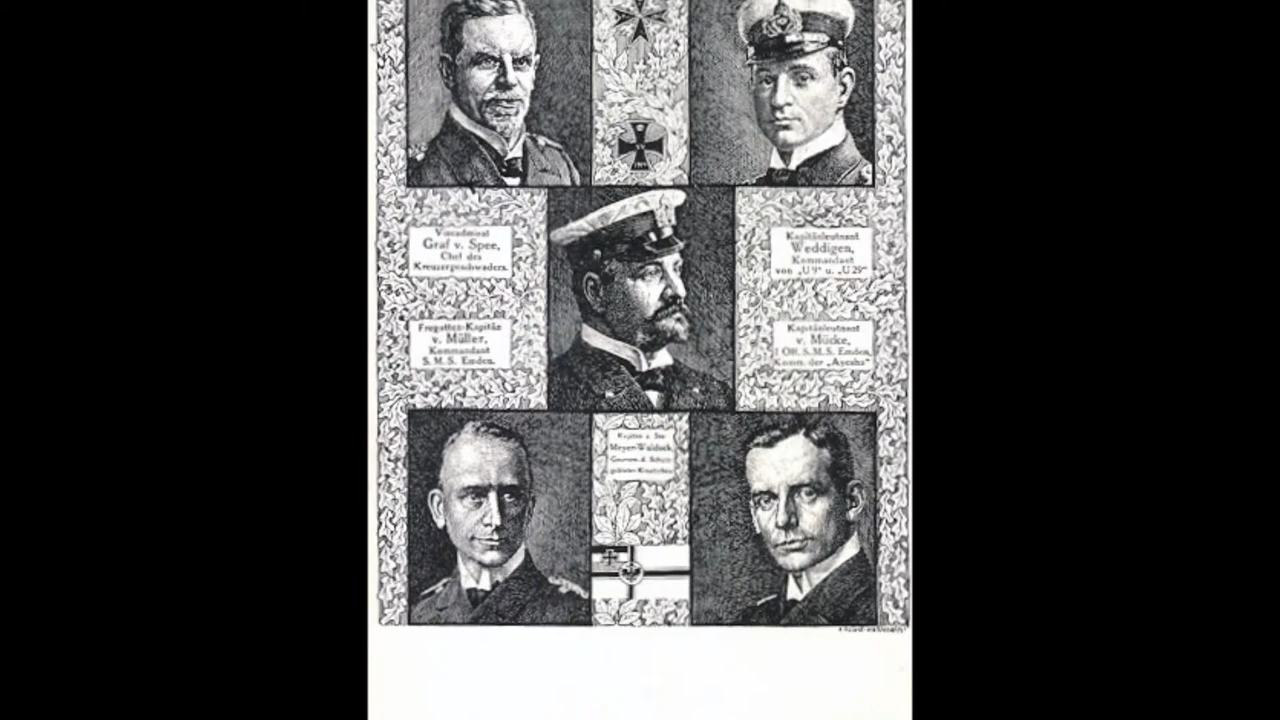 Vizeadmiral
Graf v. Spee,
Chef des
Kreuzergeschwaders.
Kapitänleutnant
Weddigen,
Kommandant
von „U 9" u. „U 29"
Fregatten-Kapitän
v. Müller,
Kommandant
S. M. S. Emden.
Kapitänleutnant
v. Mücke,
I. Off. S. M. S. Emden,
Komm. der „Ayesha"
Kapitän z. See
Meyer-Waldeck,
Gouvern. d. Schutz-
gebietes Kiautschou